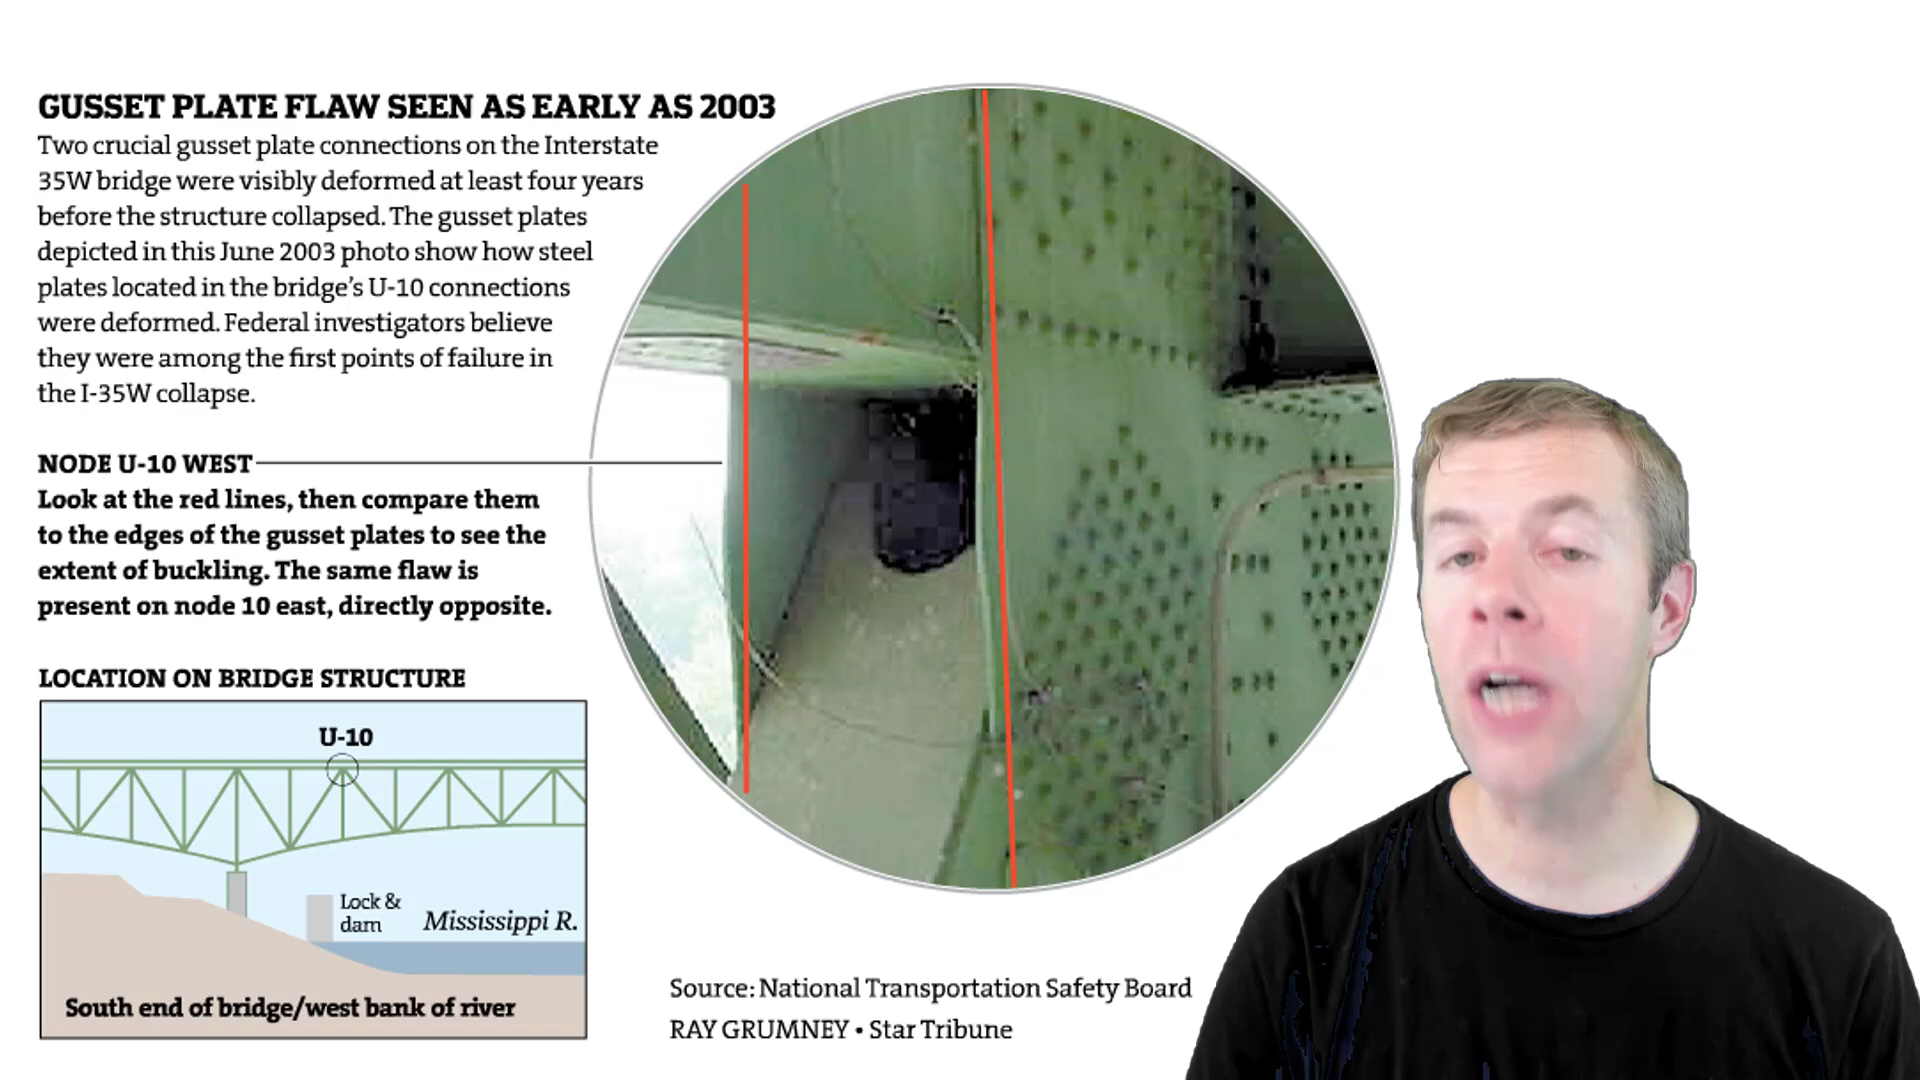 GUSSET PLATE FLAW SEEN AS EARLY AS 2003
Two crucial gusset plate connections on the Interstate
35W bridge were visibly deformed at least four years
before the structure collapsed. The gusset plates
depicted in this June 2003 photo show how steel
plates located in the bridge's U-10 connections
were deformed. Federal investigators believe
they were among the first points of failure in
the I-35W collapse.
NODE U-10 WEST
Look at the red lines, then compare them
to the edges of the gusset plates to see the
extent of buckling. The same flaw is
present on node 10 east, directly opposite.
LOCATION ON BRIDGE STRUCTURE
U-10
Lock &
dam
Mississippi R.
South end of bridge/west bank of river
Source: National Transportation Safety Board
RAY GRUMNEY • Star Tribune